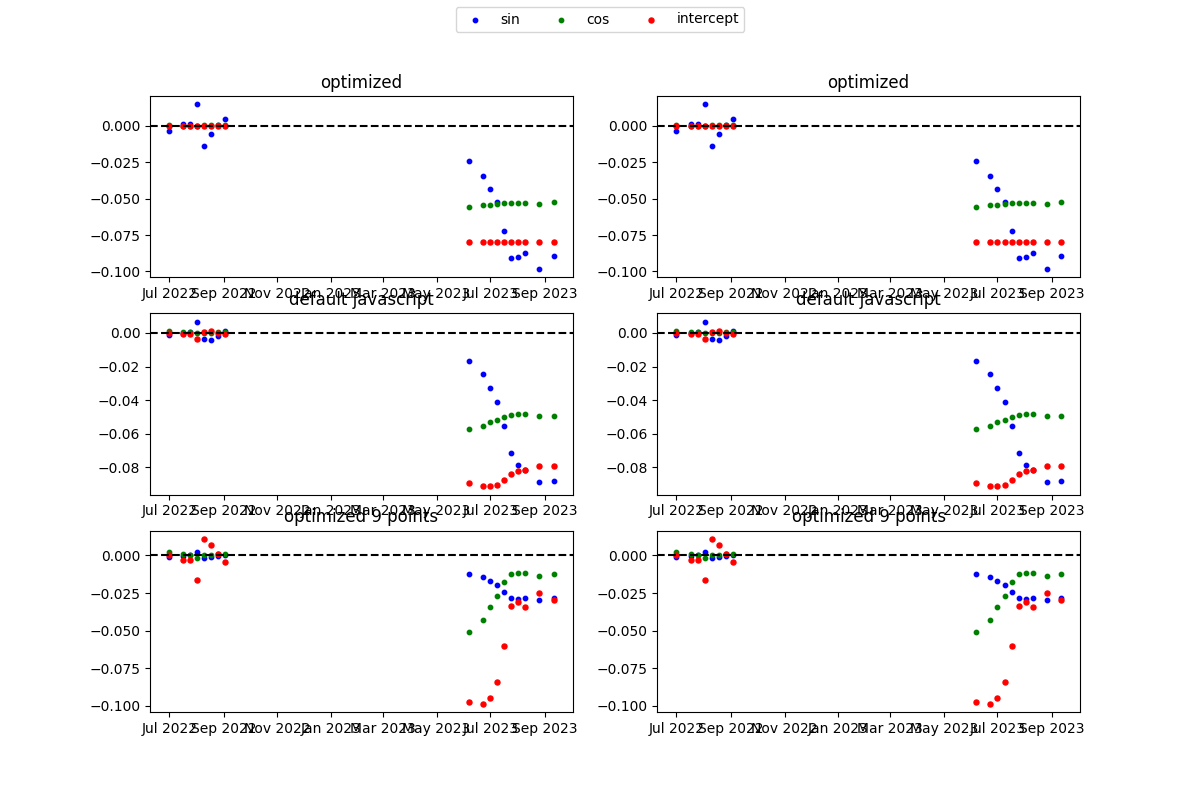 sin cos intercept
optimized optimized
0.000 0.000
−0.025 −0.025
−0.050 −0.050
−0.075 −0.075
−0.100 −0.100
Jul 2022 Sep 2022 Nov 2022 Jan 2023 Mar 2023 May 2023 Jul 2023 Sep 2023 Jul 2022 Sep 2022 Nov 2022 Jan 2023 Mar 2023 May 2023 Jul 2023 Sep 2023
default javascript default javascript
0.00 0.00
−0.02 −0.02
−0.04 −0.04
−0.06 −0.06
−0.08 −0.08
Jul 2022 Sep 2022 Nov 2022 Jan 2023 Mar 2023 May 2023 Jul 2023 Sep 2023 Jul 2022 Sep 2022 Nov 2022 Jan 2023 Mar 2023 May 2023 Jul 2023 Sep 2023
optimized 9 points optimized 9 points
0.000 0.000
−0.025 −0.025
−0.050 −0.050
−0.075 −0.075
−0.100 −0.100
Jul 2022 Sep 2022 Nov 2022 Jan 2023 Mar 2023 May 2023 Jul 2023 Sep 2023 Jul 2022 Sep 2022 Nov 2022 Jan 2023 Mar 2023 May 2023 Jul 2023 Sep 2023